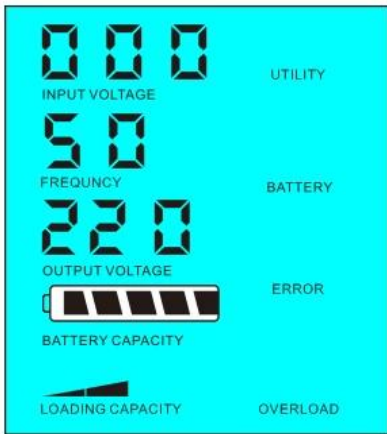 000
INPUT VOLTAGE
UTILITY
50
FREQUNCY
BATTERY
220
OUTPUT VOLTAGE
ERROR
BATTERY CAPACITY
LOADING CAPACITY
OVERLOAD